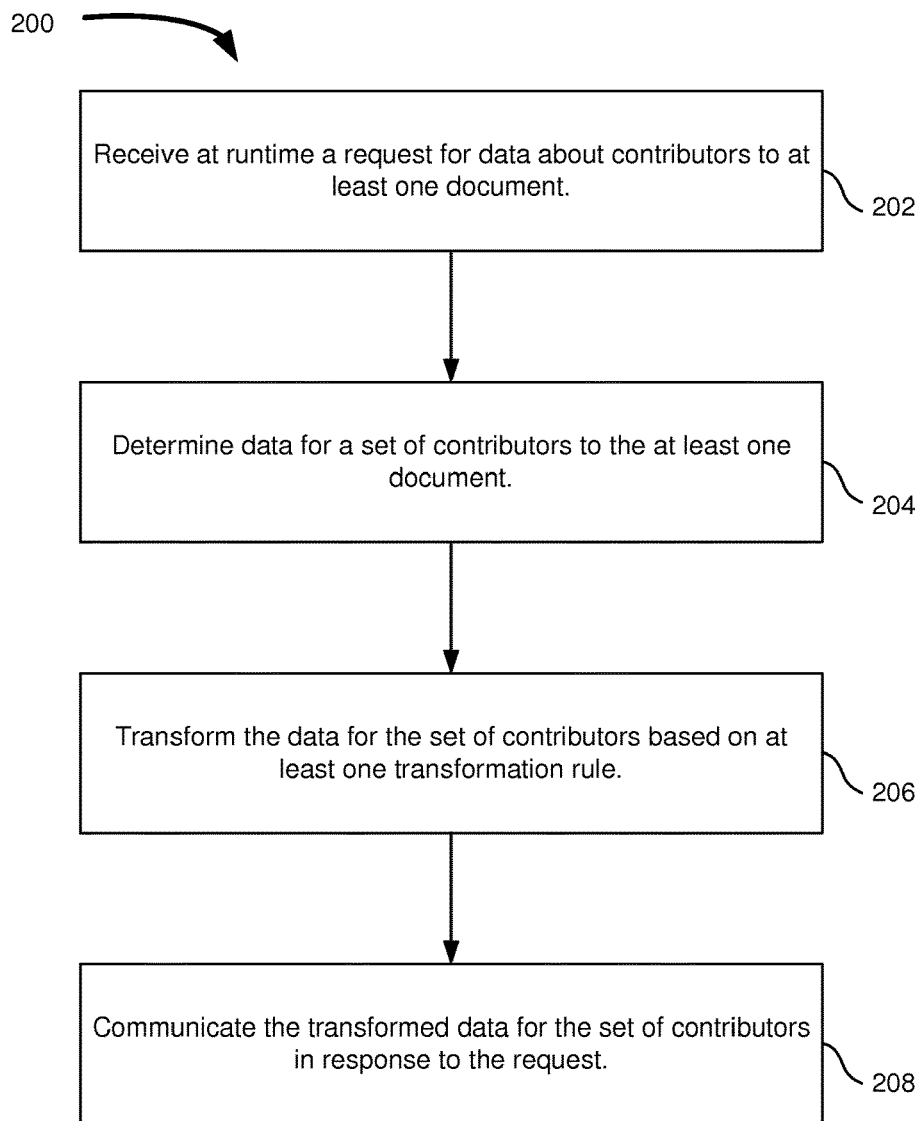 200
Receive at runtime a request for data about contributors to at
least one document.
202
Determine data for a set of contributors to the at least one
document.
204
Transform the data for the set of contributors based on at
least one transformation rule.
206
Communicate the transformed data for the set of contributors
in response to the request.
208